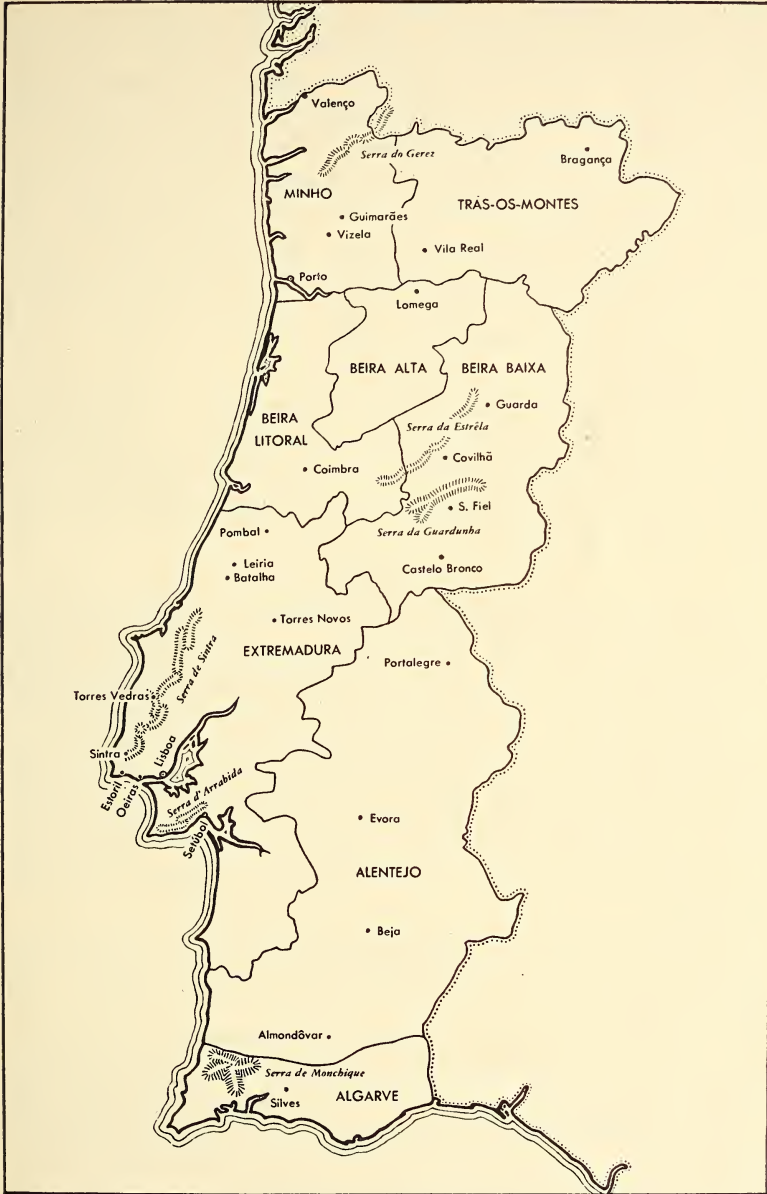 Valenço
Serra do Gerez
Bragança
MINHO
TRÁS-OS-MONTES
Guimarães
Vizela
Vila Real
Porto
Lomega
BEIRA ALTA
BEIRA BAIXA
Guarda
BEIRA
LITORAL
Serra da Estrêla
Coimbra
Covilhã
S. Fiel
Pombal
Serra da Guardunha
Leiria
Batalha
Castelo Bronco
Torres Novos
EXTREMADURA
Portalegre
Serra de Sintra
Torres Vedras
Sintra
Lisboa
Estoril
Oeiras
Serra d'Arrabida
Setúbol
Evora
ALENTEJO
Beja
Almondôvar
Serra de Monchique
Silves
ALGARVE